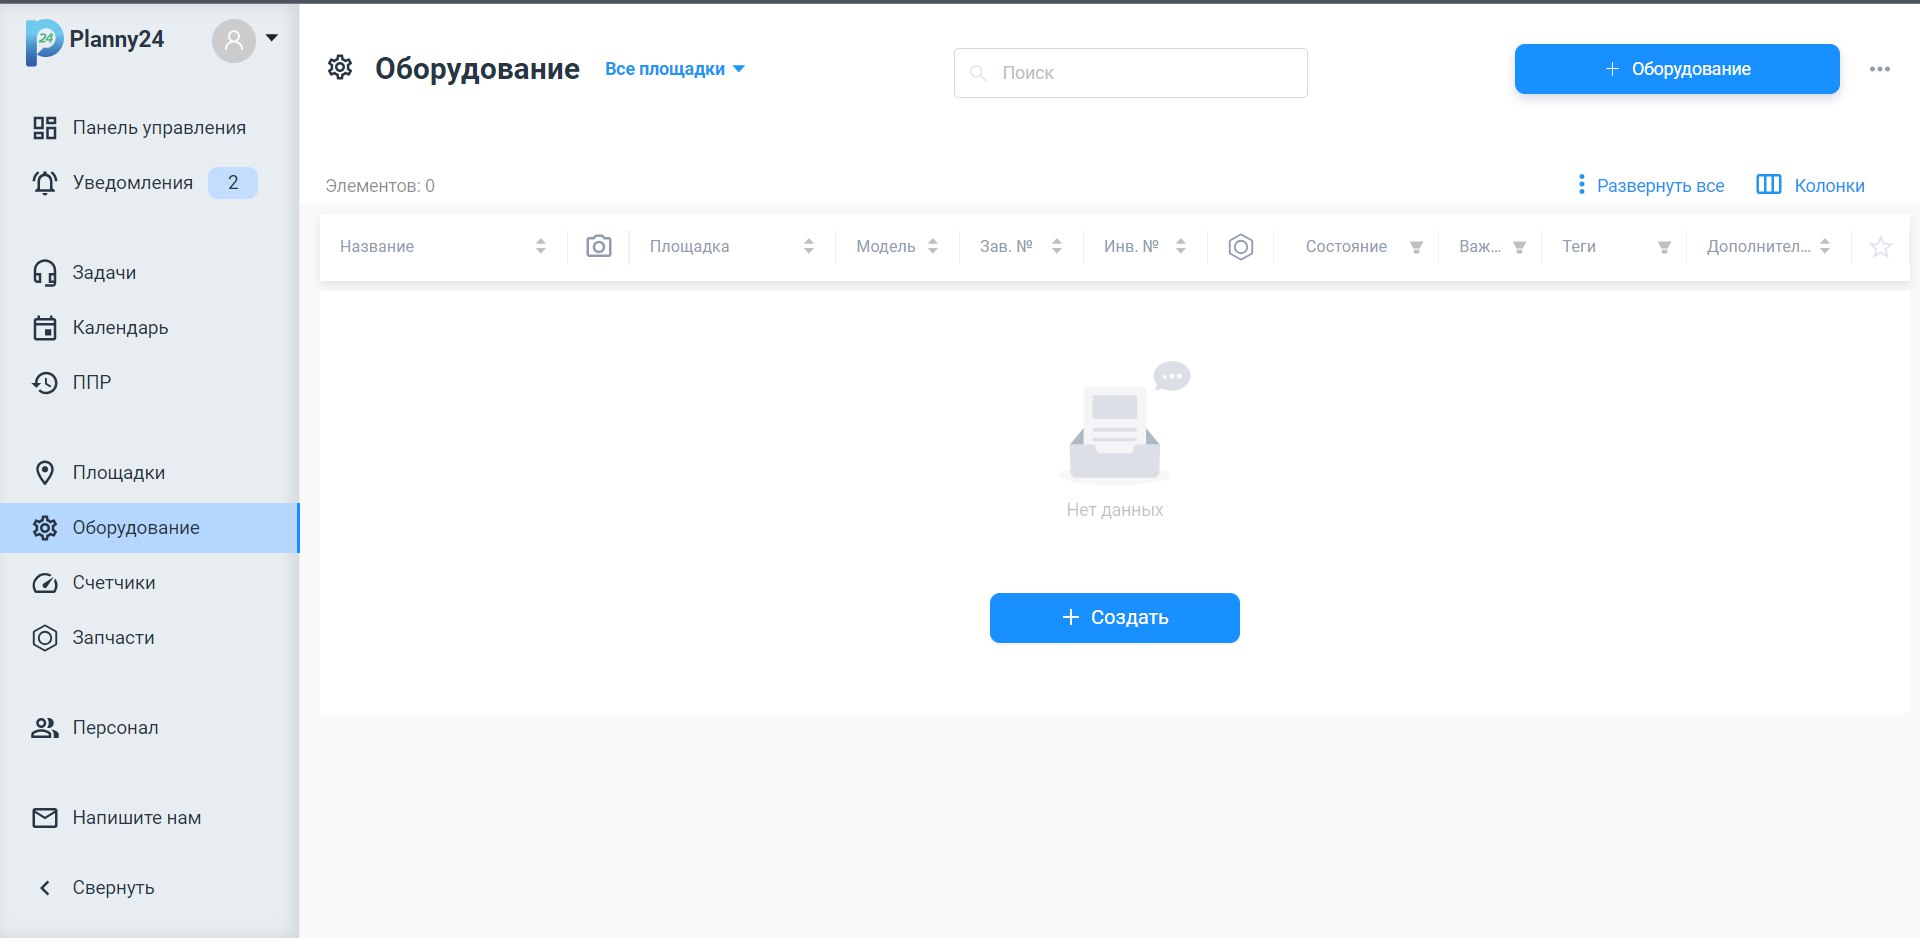 24
Planny24
Панель управления
Уведомления 2
Задачи
Календарь
ППР
Площадки
Оборудование
Счетчики
Запчасти
Персонал
Напишите нам
Свернуть
Оборудование Все площадки
Поиск
Оборудование
Элементов: 0
Развернуть все
Колонки
Название Площадка Модель Зав. № Инв. № Состояние Важ... Теги Дополнител...
Нет данных
Создать